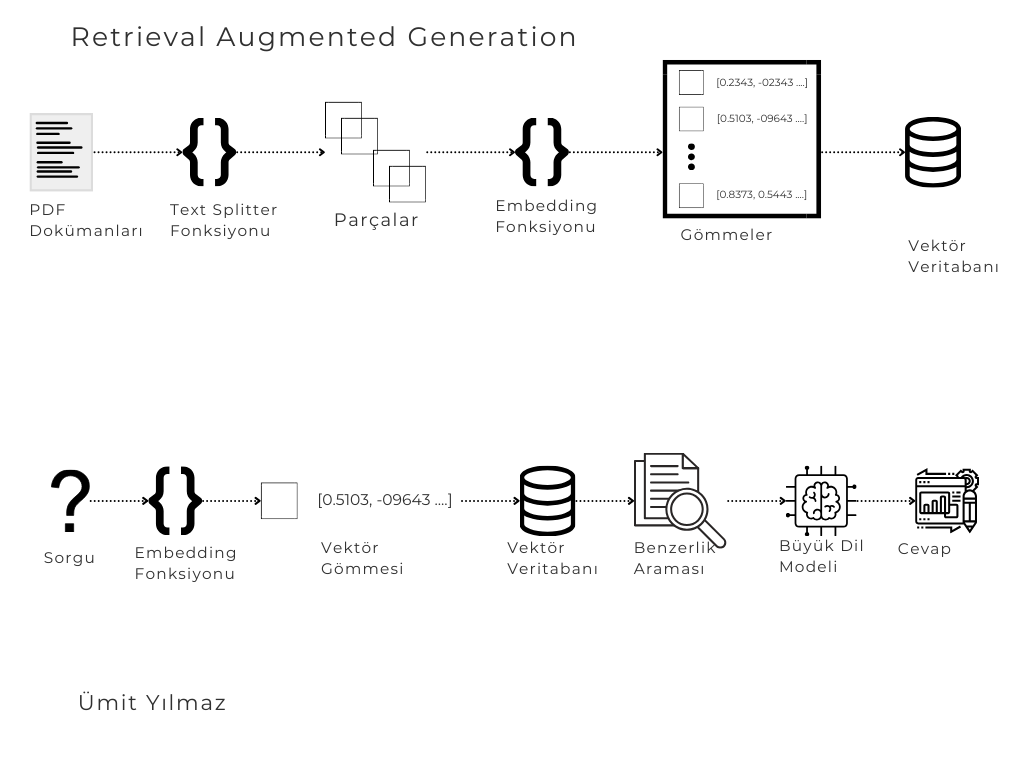 Retrieval Augmented Generation
[0.2343, -02343 ....]
[0.5103, -09643 ....]
[0.8373, 0.5443 ....]
PDF
Dokümanları
Text Splitter
Fonksiyonu
Parçalar
Embedding
Fonksiyonu
Gömmeler
Vektör
Veritabanı
?
[0.5103, -09643 ....]
Sorgu
Embedding
Fonksiyonu
Vektör
Gömmesi
Vektör
Veritabanı
Benzerlik
Araması
Büyük Dil
Modeli
Cevap
Ümit Yılmaz